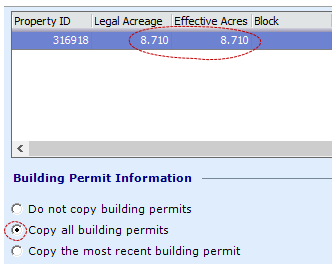 Property ID Legal Acreage Effective Acres Block
316918 8.710 8.710
Building Permit Information
Do not copy building permits
Copy all building permits
Copy the most recent building permit